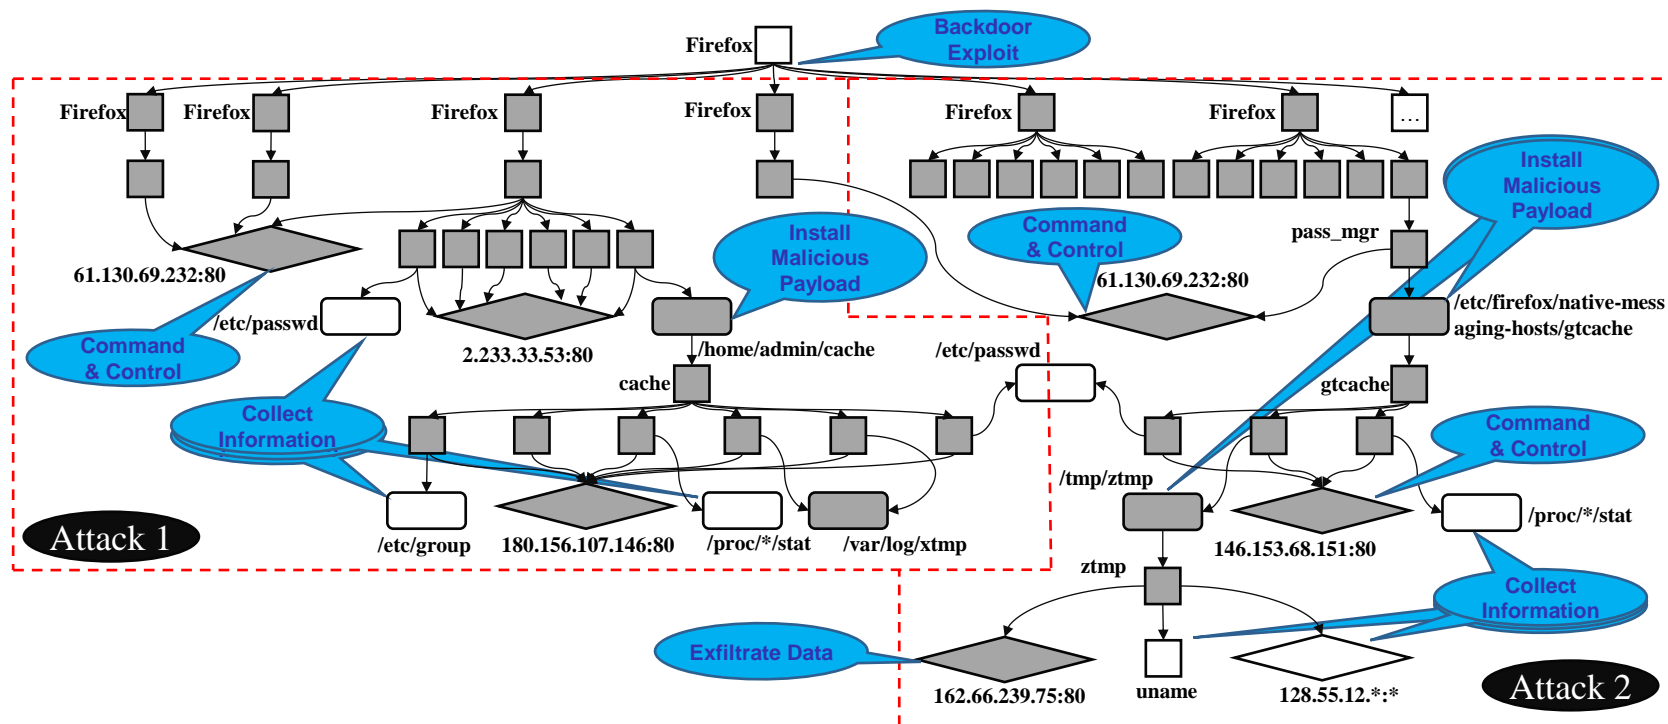 Backdoor
Exploit
Firefox
Firefox
Firefox
Firefox
Firefox
Firefox
Firefox
...
Install
Malicious
Payload
Command
& Control
pass_mgr
Install
Malicious
Payload
61.130.69.232:80
61.130.69.232:80
/etc/passwd
/etc/firefox/native-mess
aging-hosts/gtcache
Command
& Control
2.233.33.53:80
/home/admin/cache
/etc/passwd
cache
gtcache
Collect
Information
Command
& Control
/tmp/ztmp
Attack 1
/etc/group
180.156.107.146:80
/proc/*/stat
/var/log/xtmp
146.153.68.151:80
/proc/*/stat
ztmp
Collect
Information
Exfiltrate Data
162.66.239.75:80
uname
128.55.12.*:*
Attack 2